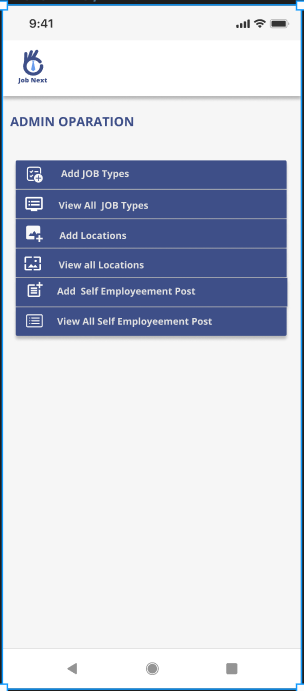 9:41
Job Next
ADMIN OPARATION
Add JOB Types
View All JOB Types
Add Locations
View all Locations
Add Self Employeement Post
View All Self Employeement Post